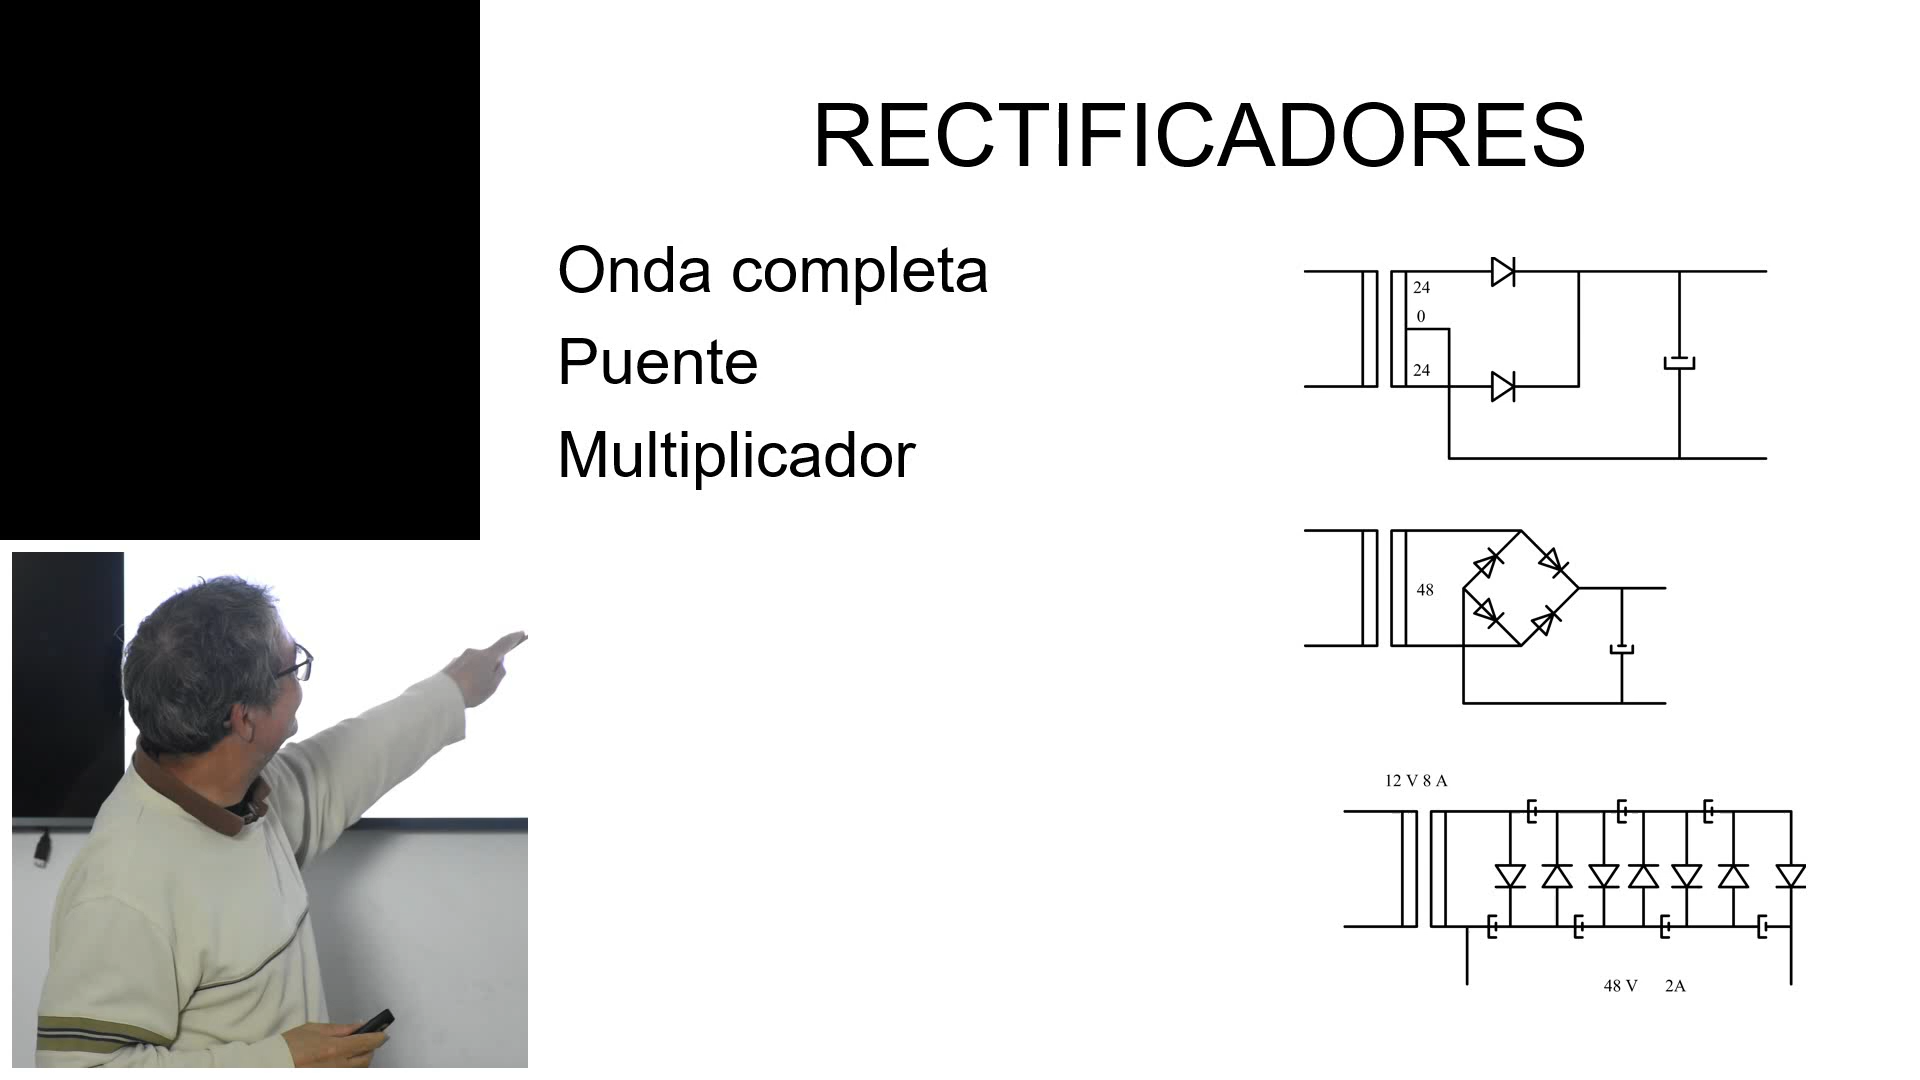 RECTIFICADORES
Onda completa
Puente
Multiplicador
24
0
24
48
12 V 8 A
48 V 2A